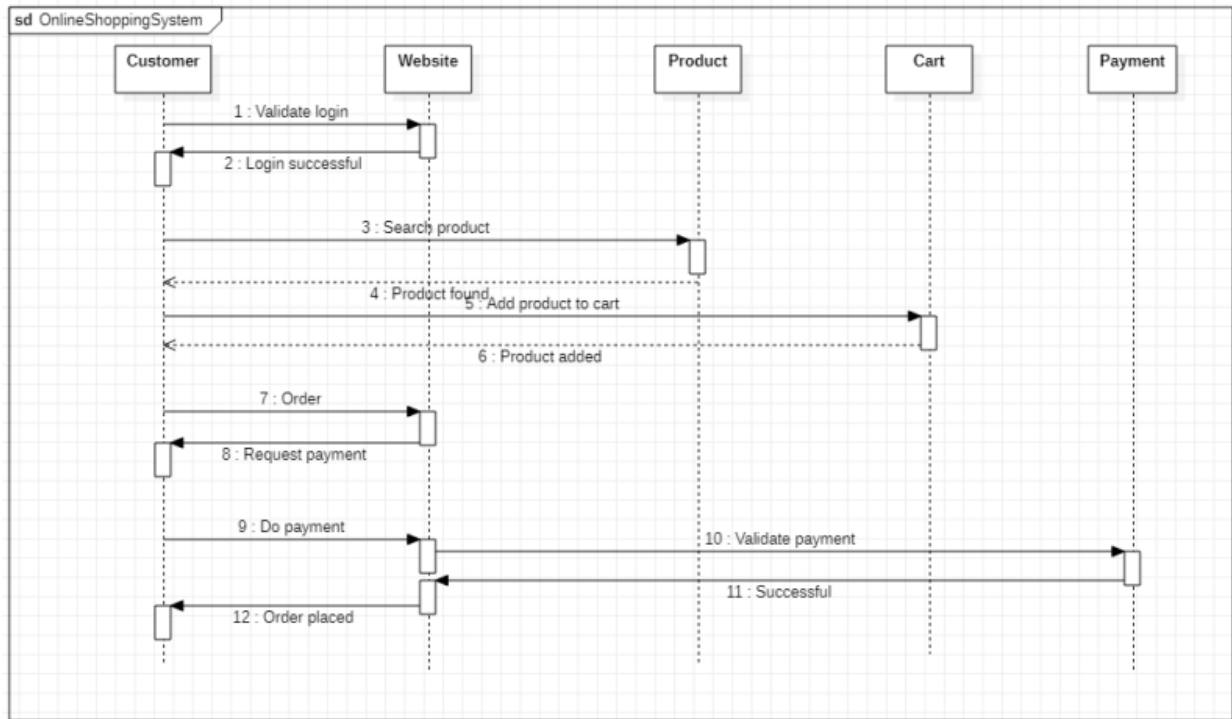 sd OnlineShoppingSystem
Customer
Website
Product
Cart
Payment
1 : Validate login
2 : Login successful
3 : Search product
4 : Product found
5 : Add product to cart
6 : Product added
7 : Order
8 : Request payment
9 : Do payment
10 : Validate payment
11 : Successful
12 : Order placed